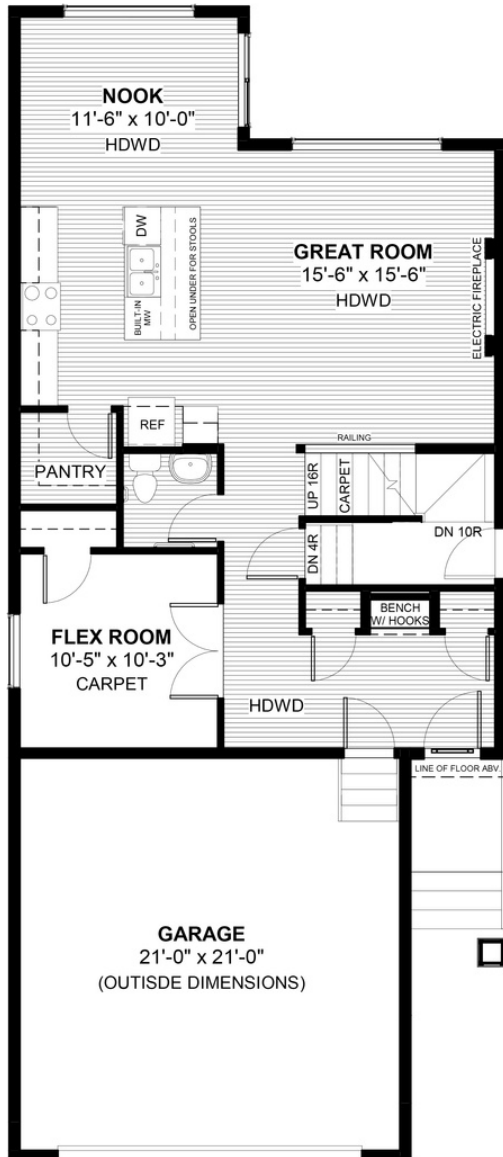 NOOK
11'-6" x 10'-0"
HDWD
DW
BUILT-IN
MW
OPEN UNDER FOR STOOLS
GREAT ROOM
15'-6" x 15'-6"
HDWD
ELECTRIC FIREPLACE
REF
PANTRY
RAILING
UP 16R
CARPET
DN 4R
DN 10R
BENCH
W/ HOOKS
FLEX ROOM
10'-5" x 10'-3"
CARPET
HDWD
LINE OF FLOOR ABV.
GARAGE
21'-0" x 21'-0"
(OUTISDE DIMENSIONS)